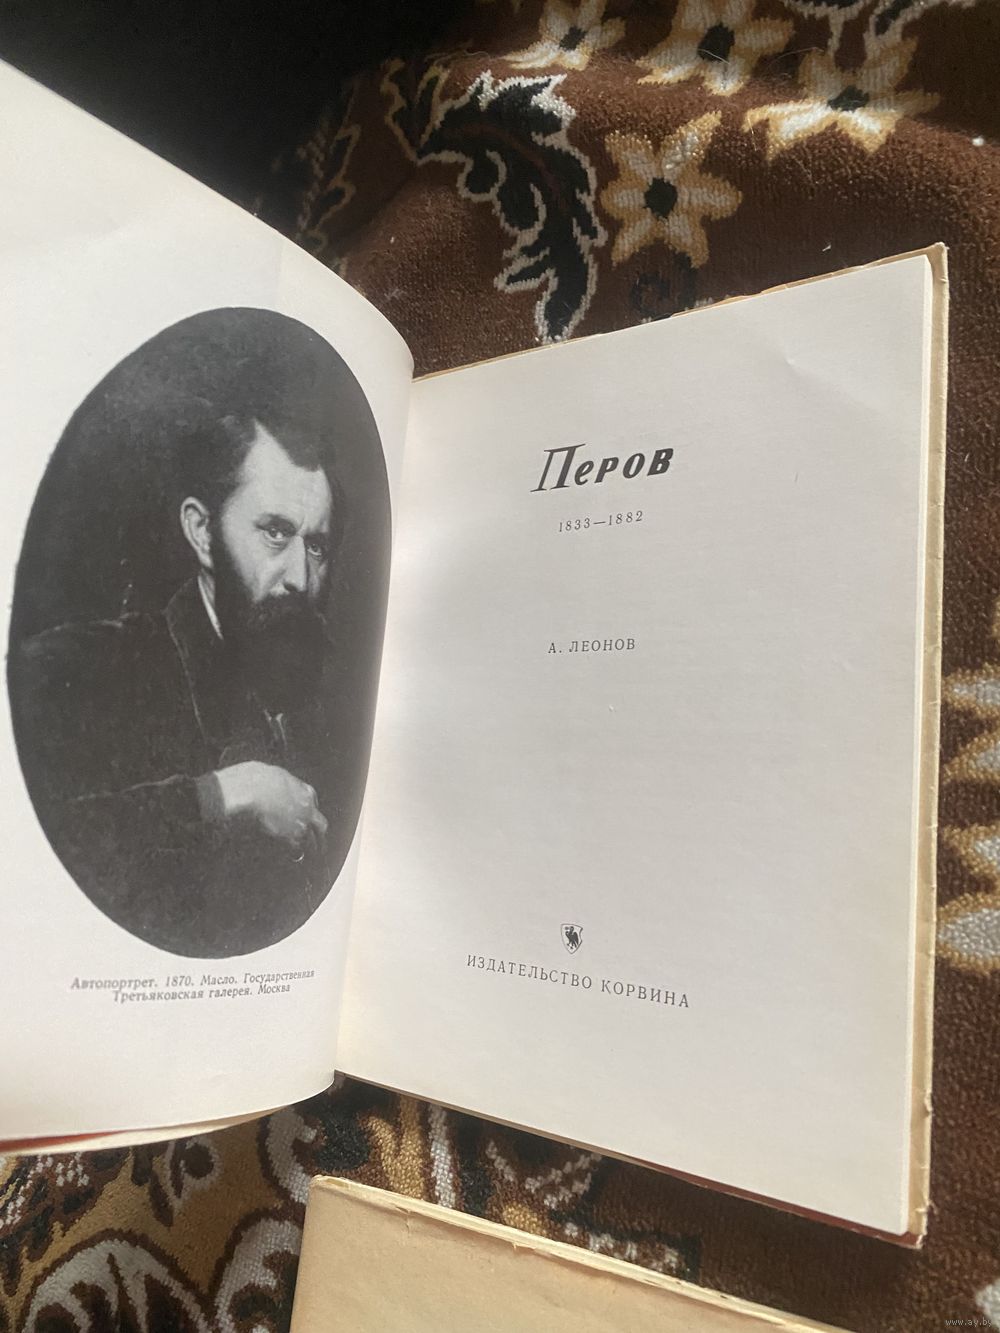 Автопортрет. 1870. Масло. Государственная
Третьяковская галерея. Москва
Перов
1833—1882
А. ЛЕОНОВ
ИЗДАТЕЛЬСТВО КОРВИНА
www.ay.by